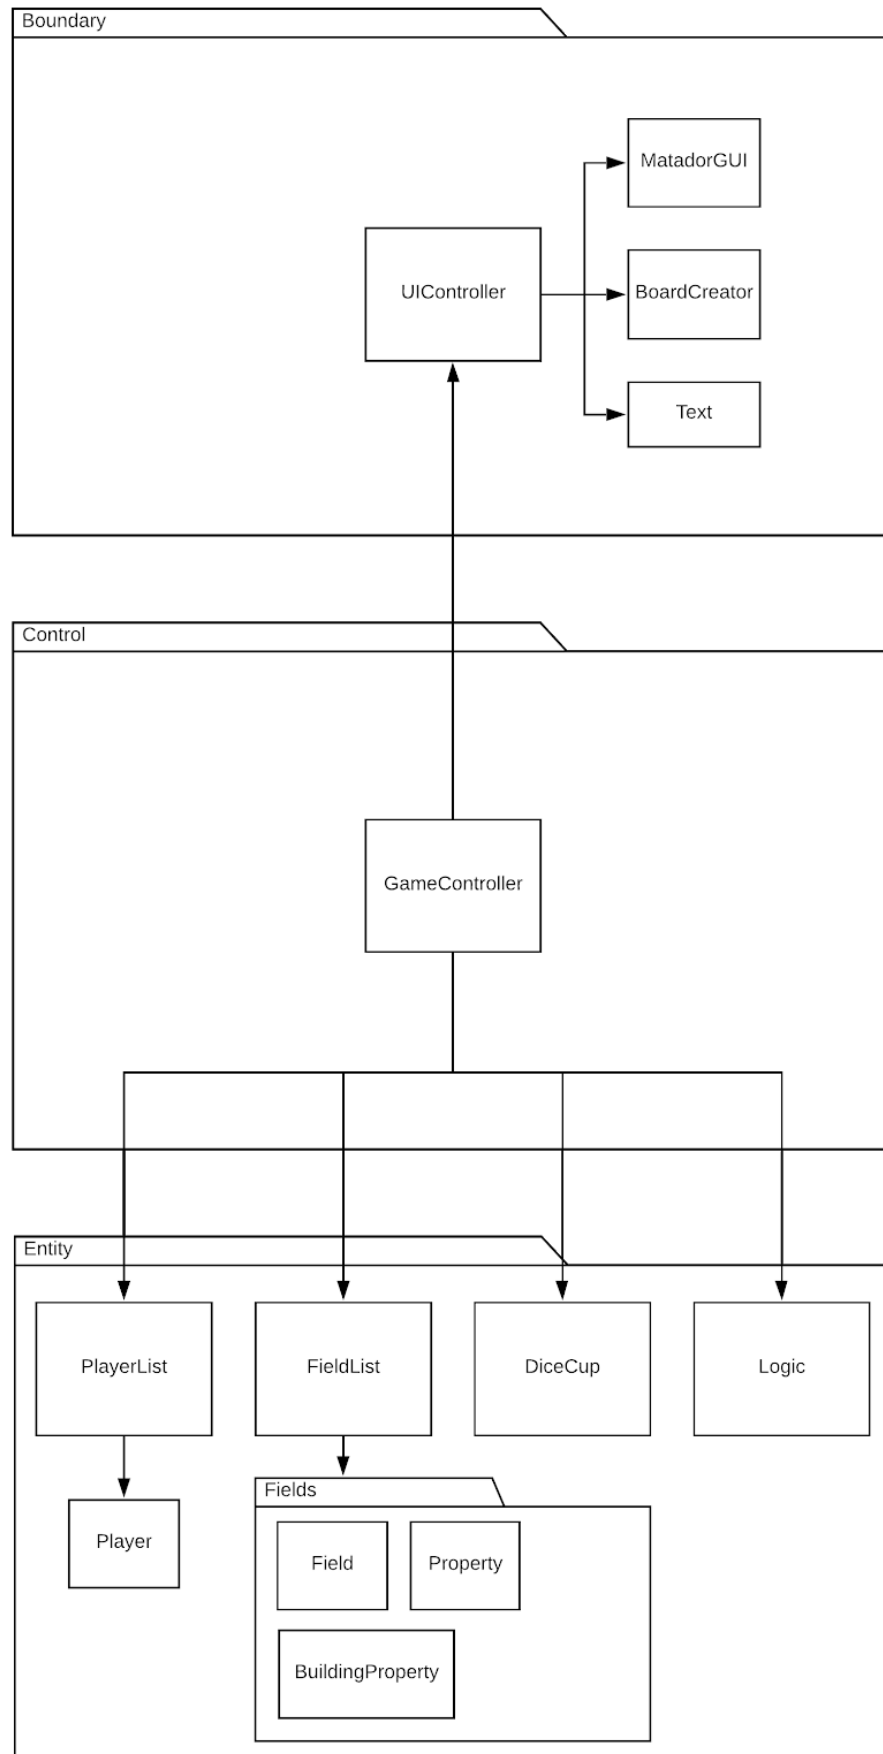 Boundary
MatadorGUI
UIController
BoardCreator
Text
Control
GameController
Entity
PlayerList
FieldList
DiceCup
Logic
Player
Fields
Field
Property
BuildingProperty